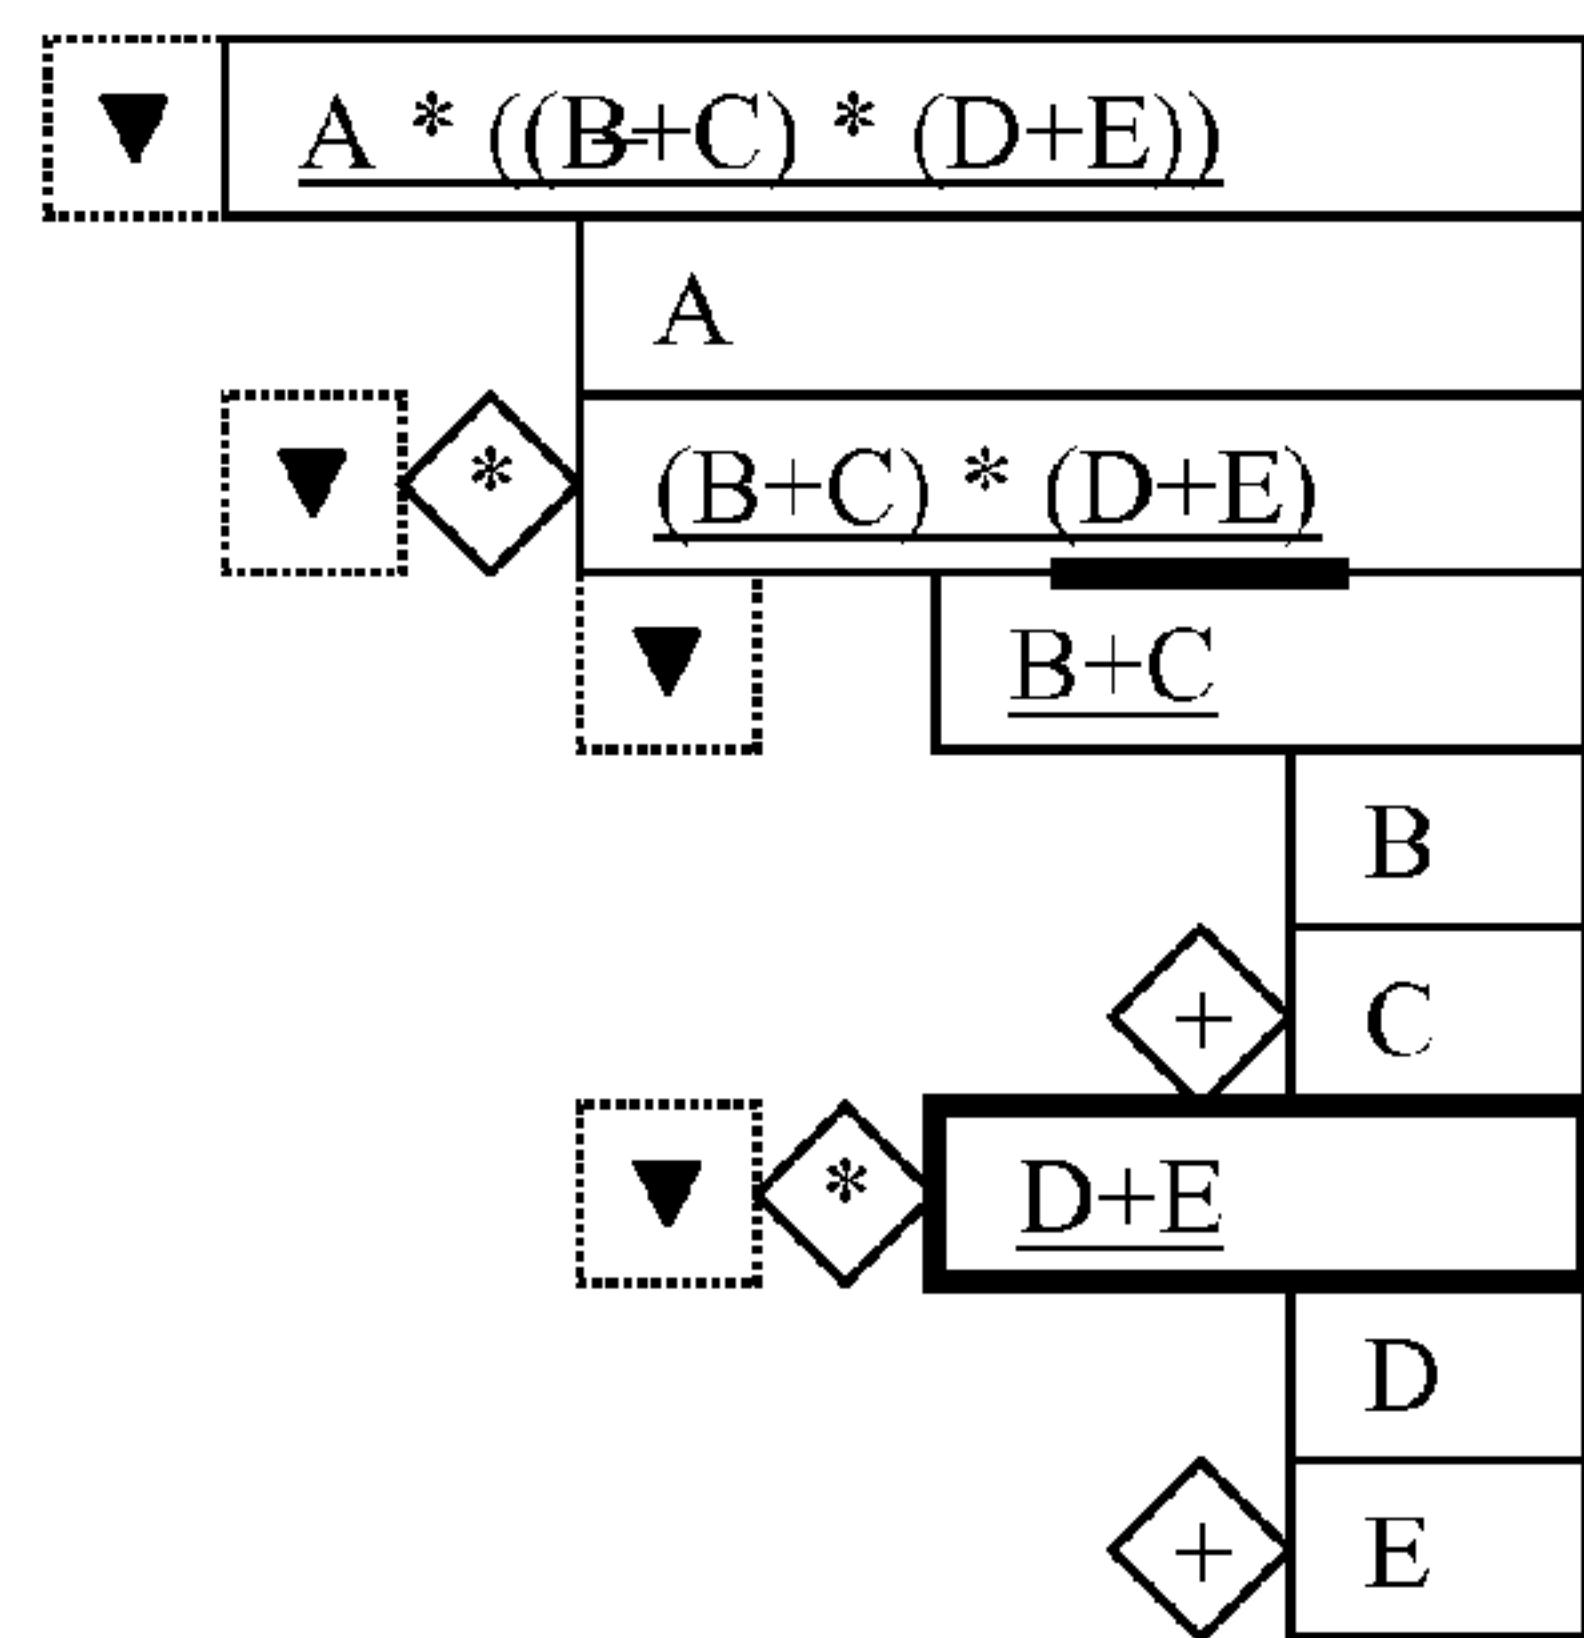 A * ((B+C) * (D+E))
A
* (B+C) * (D+E)
B+C
B
+ C
* D+E
D
+ E